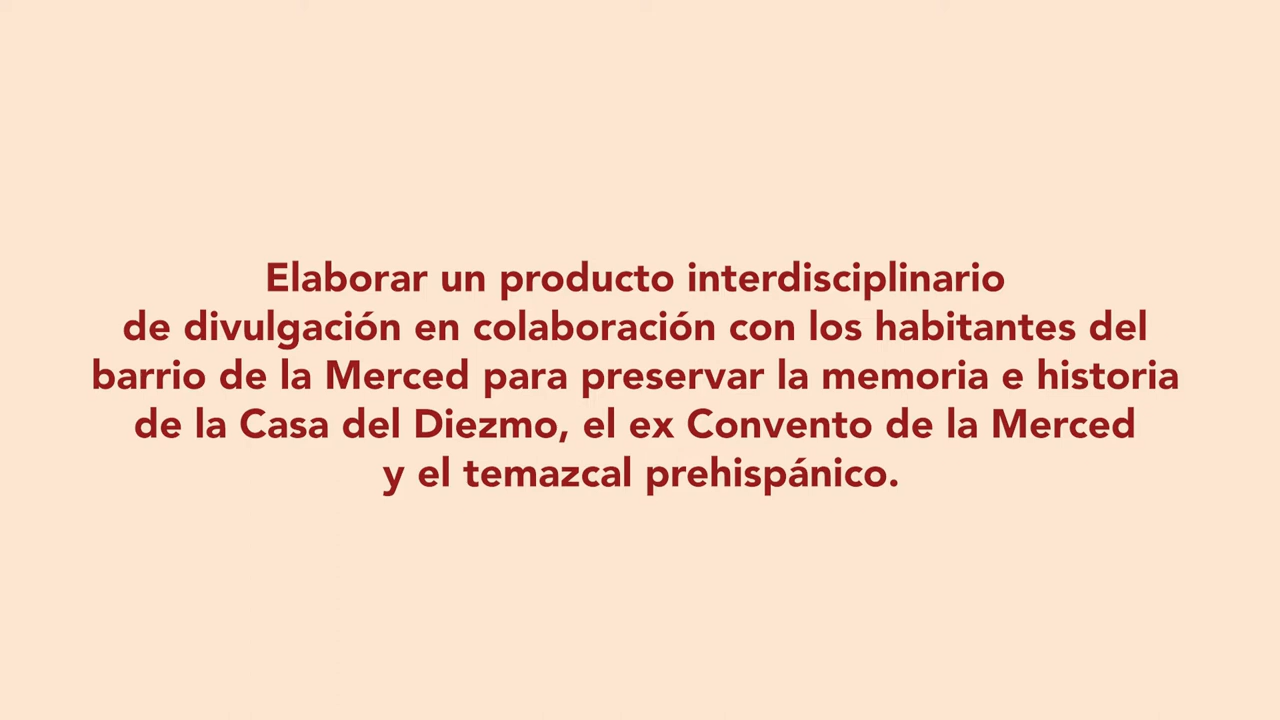 Elaborar un producto interdisciplinario
de divulgación en colaboración con los habitantes del
barrio de la Merced para preservar la memoria e historia
de la Casa del Diezmo, el ex Convento de la Merced
y el temazcal prehispánico.